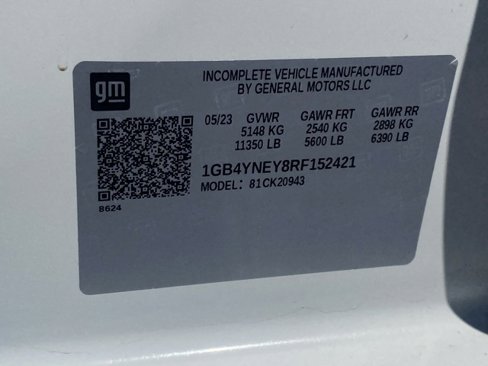 gm
INCOMPLETE VEHICLE MANUFACTURED
BY GENERAL MOTORS LLC
05/23 GVWR GAWR FRT GAWR RR
5148 KG 2540 KG 2898 KG
11350 LB 5600 LB 6390 LB
1GB4YNEY8RF152421
MODEL: 81CK20943
8624